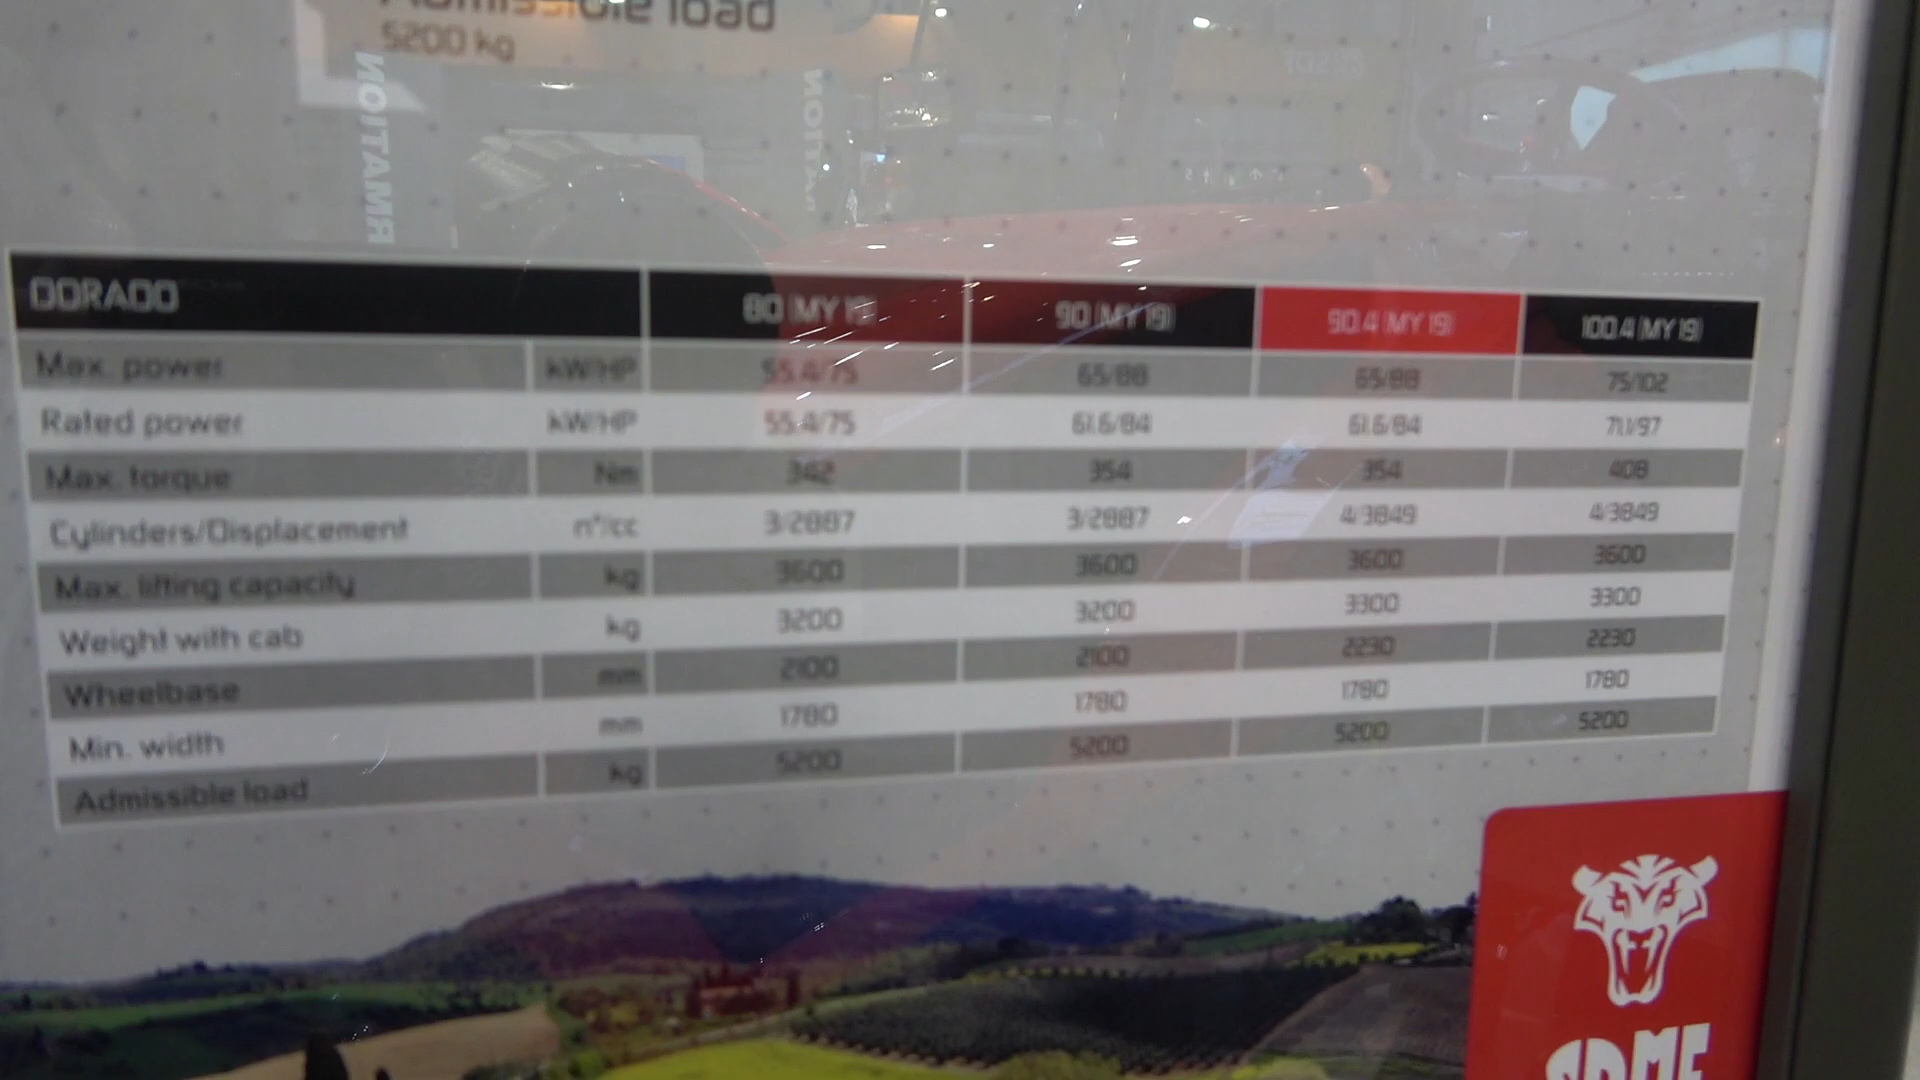 Admissible load
5200 kg
DORADO 80 (MY 19) 90 (MY 19) 90.4 (MY 19) 100.4 (MY 19)
Max. power kW/HP 55.4/75 65/88 65/88 75/102
Rated power kW/HP 55.4/75 61.6/84 61.6/84 71.1/97
Max. torque Nm 342 354 354 408
Cylinders/Displacement n°/cc 3/2887 3/2887 4/3849 4/3849
Max. lifting capacity kg 3600 3600 3600 3600
Weight with cab kg 3200 3200 3300 3300
Wheelbase mm 2100 2100 2230 2230
Min. width mm 1780 1780 1780 1780
Admissible load kg 5200 5200 5200 5200
SAME